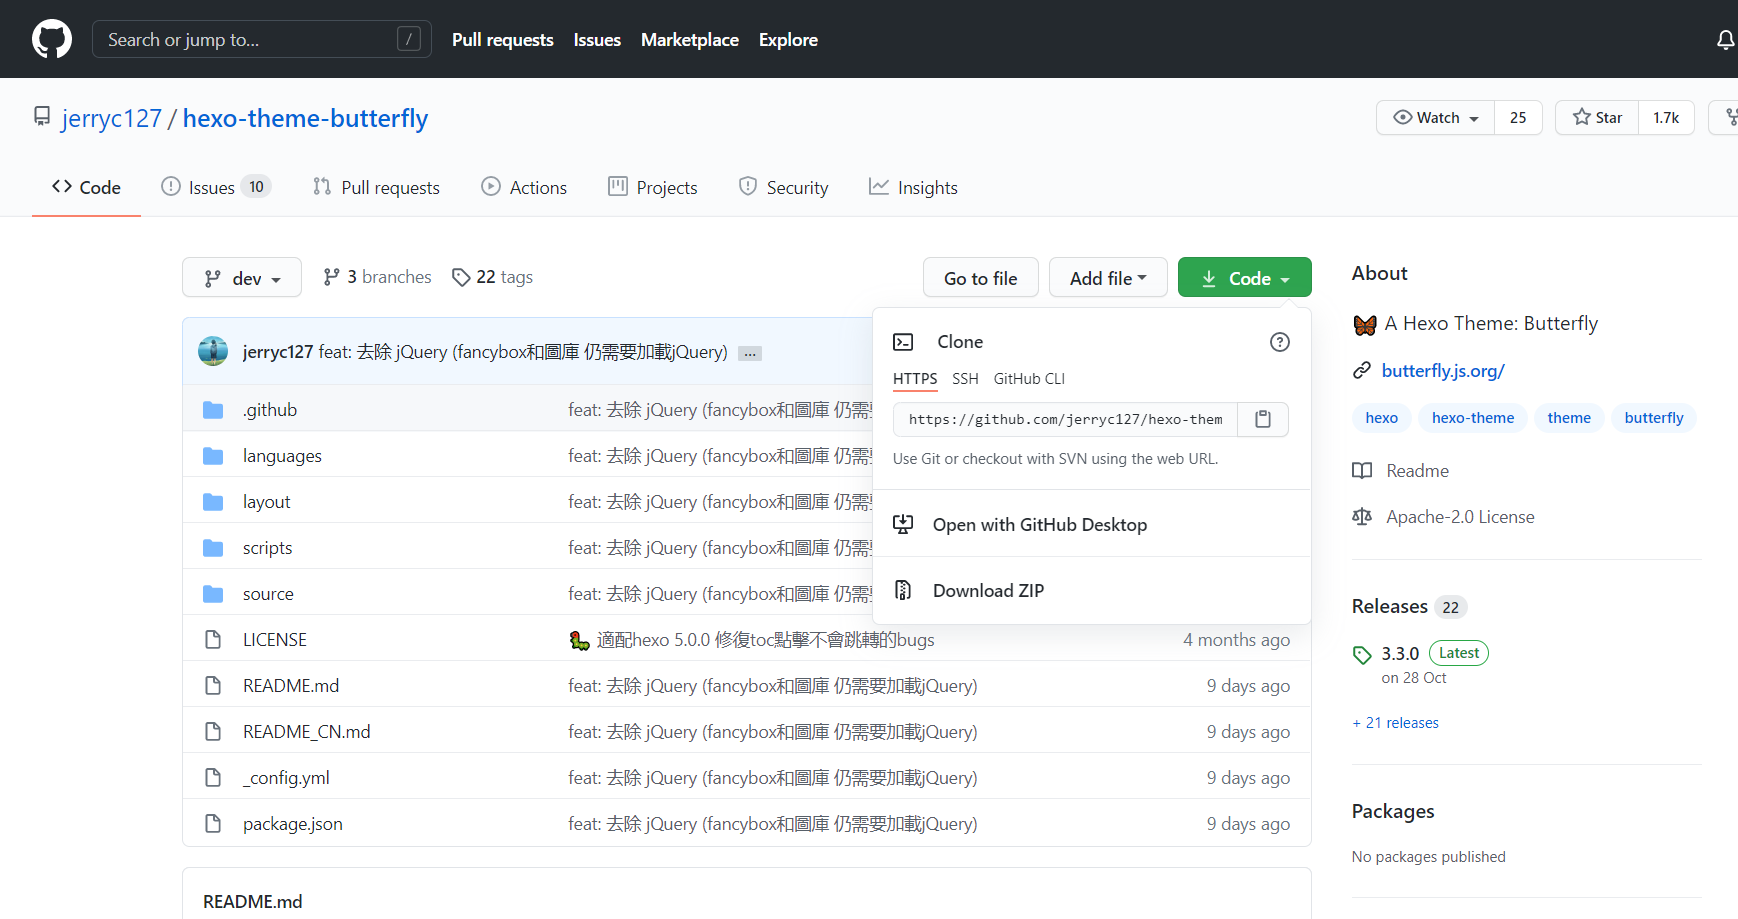 Search or jump to... /
Pull requests Issues Marketplace Explore
jerryc127 / hexo-theme-butterfly
Watch 25 Star 1.7k
Code Issues 10 Pull requests Actions Projects Security Insights
dev 3 branches 22 tags
Go to file Add file Code
jerryc127 feat: 去除 jQuery (fancybox和圖庫 仍需要加載jQuery) ...
.github feat: 去除 jQuery (fancybox和圖庫 仍需
languages feat: 去除 jQuery (fancybox和圖庫 仍需
layout feat: 去除 jQuery (fancybox和圖庫 仍需
scripts feat: 去除 jQuery (fancybox和圖庫 仍需
source feat: 去除 jQuery (fancybox和圖庫 仍需
LICENSE 🐛 適配hexo 5.0.0 修復toc點擊不會跳轉的bugs 4 months ago
README.md feat: 去除 jQuery (fancybox和圖庫 仍需要加載jQuery) 9 days ago
README_CN.md feat: 去除 jQuery (fancybox和圖庫 仍需要加載jQuery) 9 days ago
_config.yml feat: 去除 jQuery (fancybox和圖庫 仍需要加載jQuery) 9 days ago
package.json feat: 去除 jQuery (fancybox和圖庫 仍需要加載jQuery) 9 days ago
README.md
Clone
HTTPS SSH GitHub CLI
https://github.com/jerryc127/hexo-them
Use Git or checkout with SVN using the web URL.
Open with GitHub Desktop
Download ZIP
About
🦋 A Hexo Theme: Butterfly
butterfly.js.org/
hexo hexo-theme theme butterfly
Readme
Apache-2.0 License
Releases 22
3.3.0 Latest
on 28 Oct
+ 21 releases
Packages
No packages published